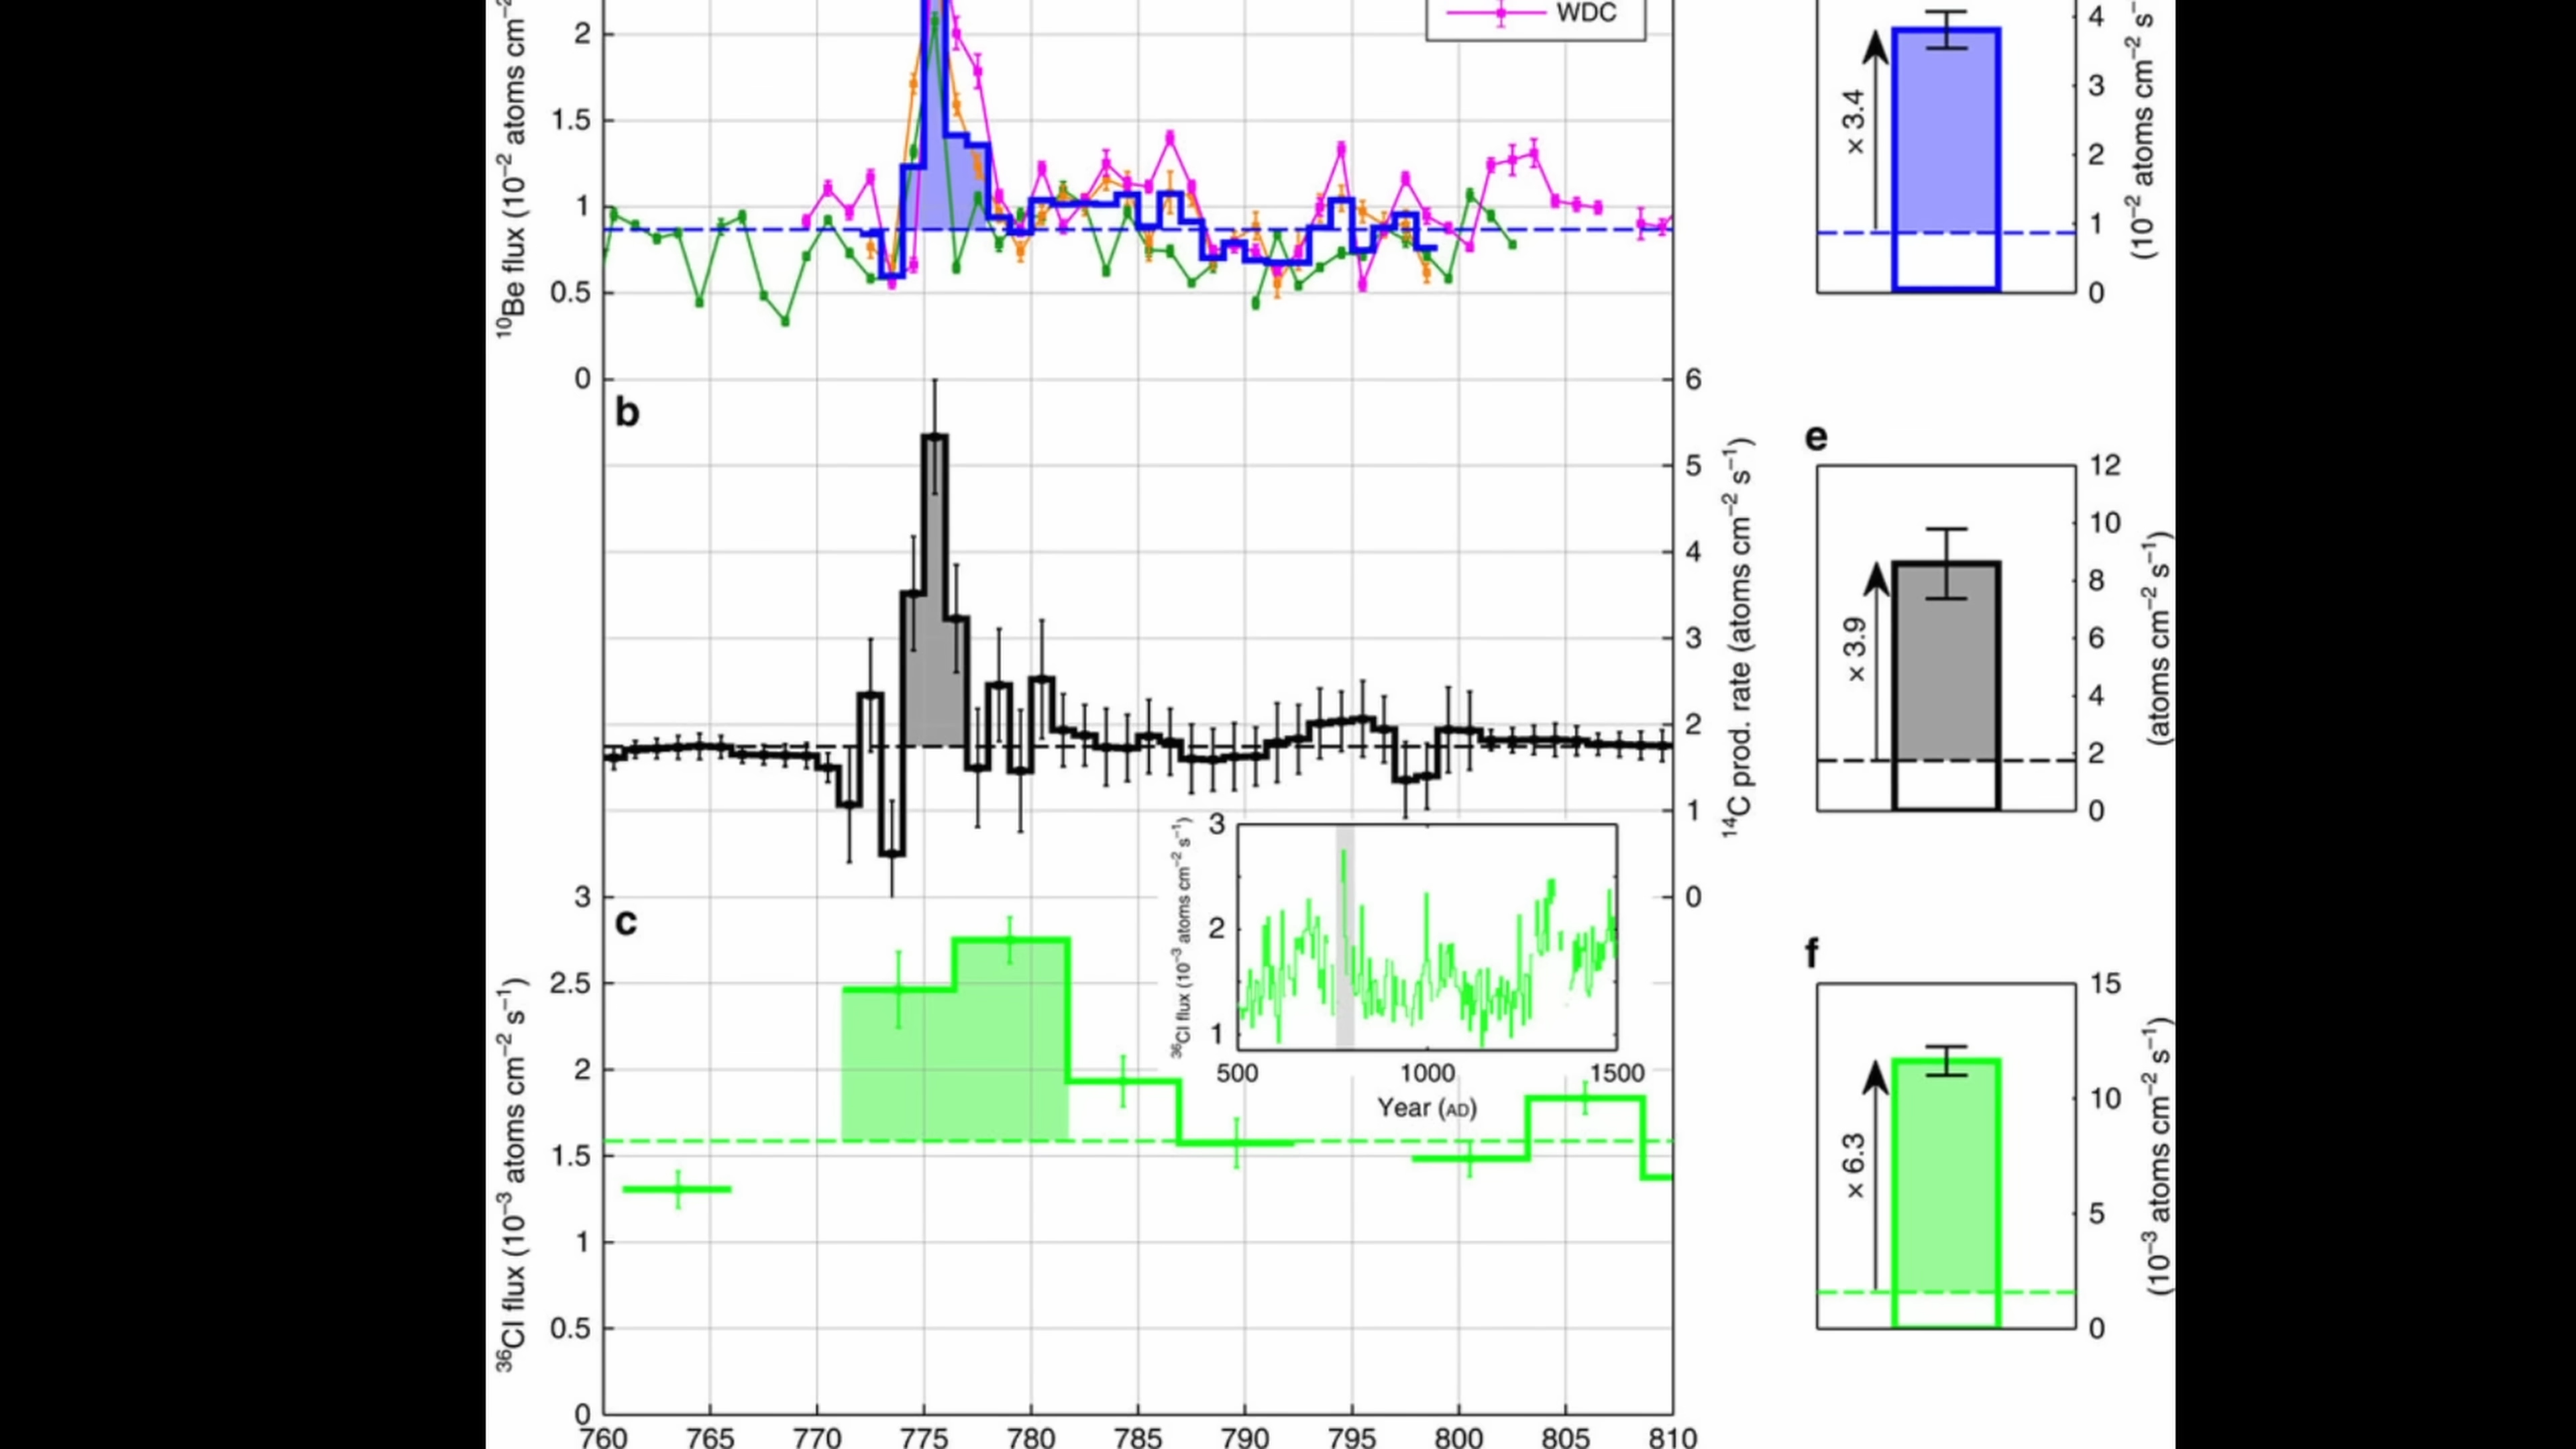 WDC
2
1.5
1
0.5
0
¹⁰Be flux (10⁻² atoms cm⁻²
× 3.4
4
3
2
1
0
(10⁻² atoms cm⁻² s⁻
b
6
5
4
3
2
1
0
¹⁴C prod. rate (atoms cm⁻² s⁻¹)
e
× 3.9
12
10
8
6
4
2
0
(atoms cm⁻² s⁻¹)
c
3
2.5
2
1.5
1
0.5
0
³⁶Cl flux (10⁻³ atoms cm⁻² s⁻¹)
3
2
1
³⁶Cl flux (10⁻³ atoms cm⁻² s⁻¹)
500 1000 1500
Year (AD)
f
× 6.3
15
10
5
0
(10⁻³ atoms cm⁻² s⁻¹)
760 765 770 775 780 785 790 795 800 805 810